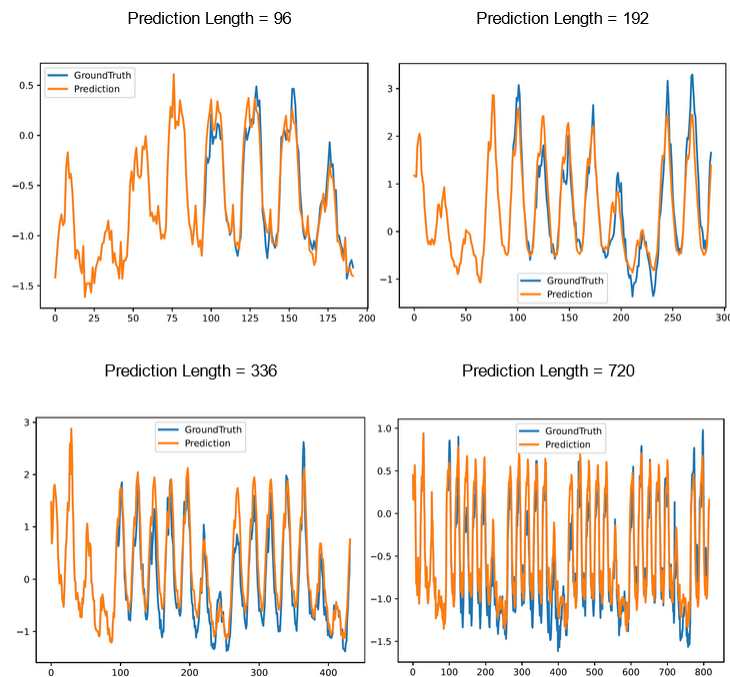 Prediction Length = 96
GroundTruth
Prediction
0.5
0.0
−0.5
−1.0
−1.5
0 25 50 75 100 125 150 175 200
Prediction Length = 192
3
2
1
0
−1
GroundTruth
Prediction
0 50 100 150 200 250 300
Prediction Length = 336
GroundTruth
Prediction
3
2
1
0
−1
0 100 200 300 400
Prediction Length = 720
GroundTruth
Prediction
1.0
0.5
0.0
−0.5
−1.0
−1.5
0 100 200 300 400 500 600 700 800